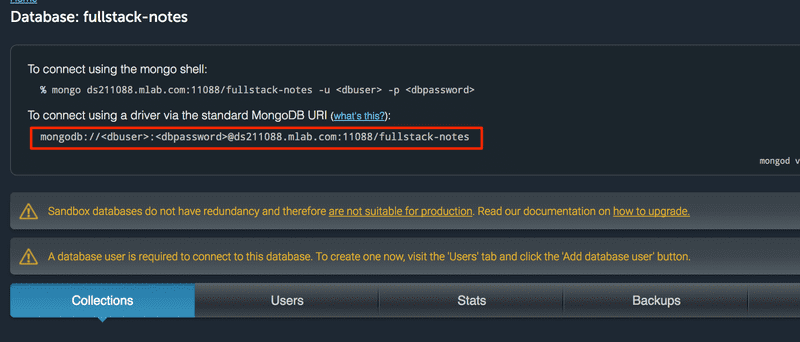 Database: fullstack-notes
To connect using the mongo shell:
% mongo ds211088.mlab.com:11088/fullstack-notes -u <dbuser> -p <dbpassword>
To connect using a driver via the standard MongoDB URI (what's this?):
mongodb://<dbuser>:<dbpassword>@ds211088.mlab.com:11088/fullstack-notes
mongod v
Sandbox databases do not have redundancy and therefore are not suitable for production. Read our documentation on how to upgrade.
A database user is required to connect to this database. To create one now, visit the 'Users' tab and click the 'Add database user' button.
Collections Users Stats Backups